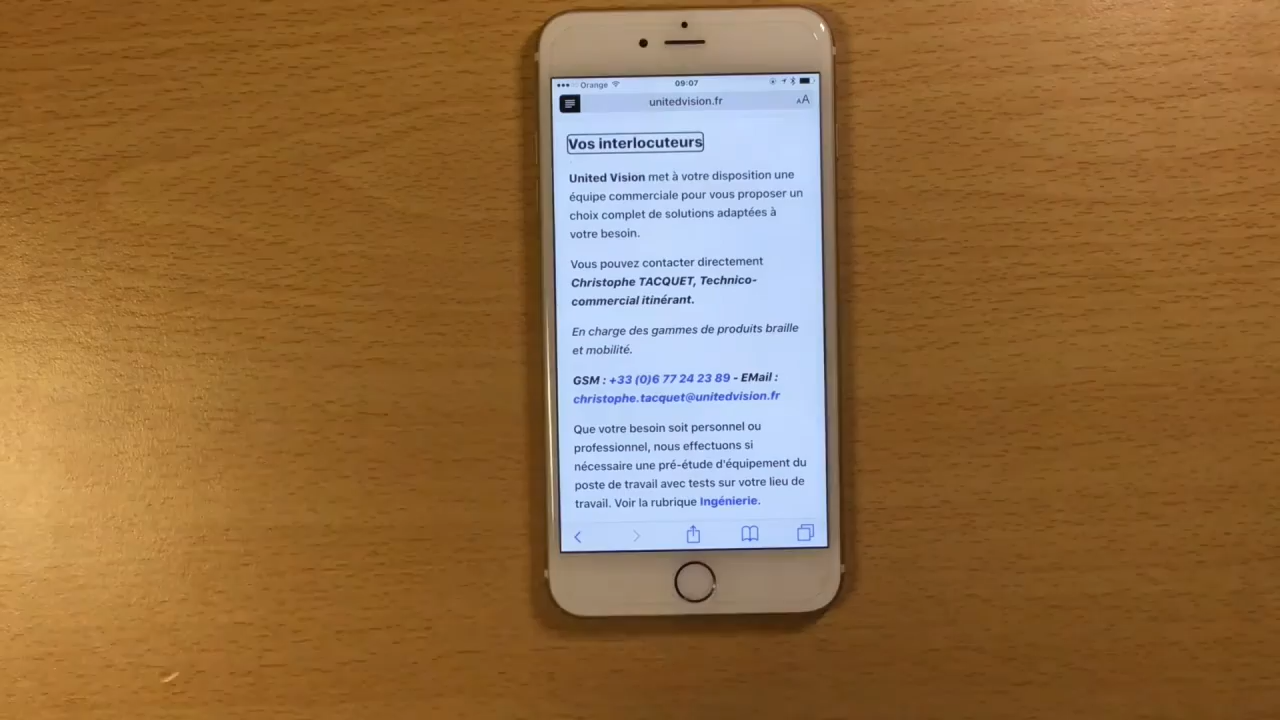 Orange 09:07
unitedvision.fr AA
Vos interlocuteurs
United Vision met à votre disposition une
équipe commerciale pour vous proposer un
choix complet de solutions adaptées à
votre besoin.
Vous pouvez contacter directement
Christophe TACQUET, Technico-
commercial itinérant.
En charge des gammes de produits braille
et mobilité.
GSM : +33 (0)6 77 24 23 89 - EMail :
christophe.tacquet@unitedvision.fr
Que votre besoin soit personnel ou
professionnel, nous effectuons si
nécessaire une pré-étude d'équipement du
poste de travail avec tests sur votre lieu de
travail. Voir la rubrique Ingénierie.